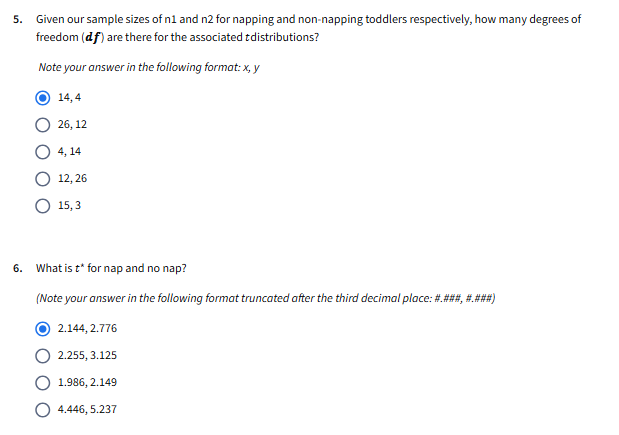 5. Given our sample sizes of n1 and n2 for napping and non-napping toddlers respectively, how many degrees of
freedom (df) are there for the associated tdistributions?
Note your answer in the following format: x, y
14, 4
26, 12
4, 14
12, 26
15, 3
6. What is t* for nap and no nap?
(Note your answer in the following format truncated after the third decimal place: #.###, #.###)
2.144, 2.776
2.255, 3.125
1.986, 2.149
4.446, 5.237